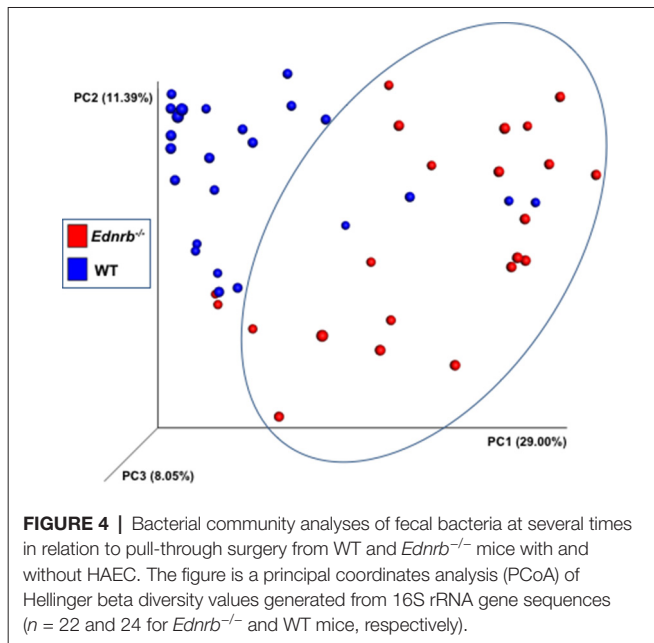 PC2 (11.39%)
Ednrb-/-
WT
PC1 (29.00%)
PC3 (8.05%)
FIGURE 4 | Bacterial community analyses of fecal bacteria at several times
in relation to pull-through surgery from WT and Ednrb−/− mice with and
without HAEC. The figure is a principal coordinates analysis (PCoA) of
Hellinger beta diversity values generated from 16S rRNA gene sequences
(n = 22 and 24 for Ednrb−/− and WT mice, respectively).